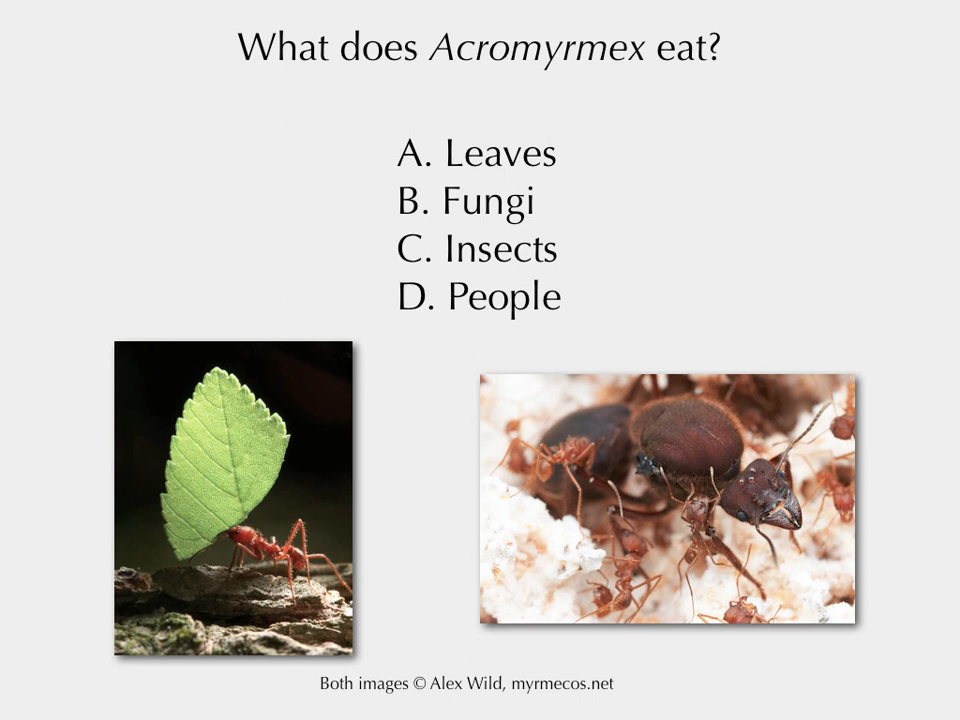 What does Acromyrmex eat?
A. Leaves
B. Fungi
C. Insects
D. People
Both images © Alex Wild, myrmecos.net